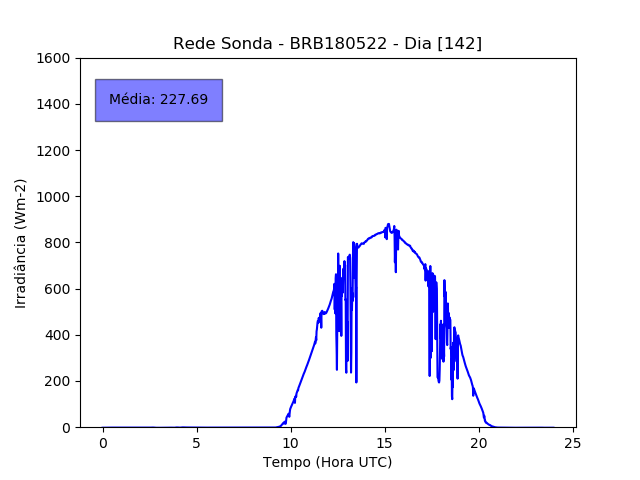 Rede Sonda - BRB180522 - Dia [142]
1600
1400
1200
1000
800
600
400
200
0
Média: 227.69
Irradiância (Wm-2)
0 5 10 15 20 25
Tempo (Hora UTC)